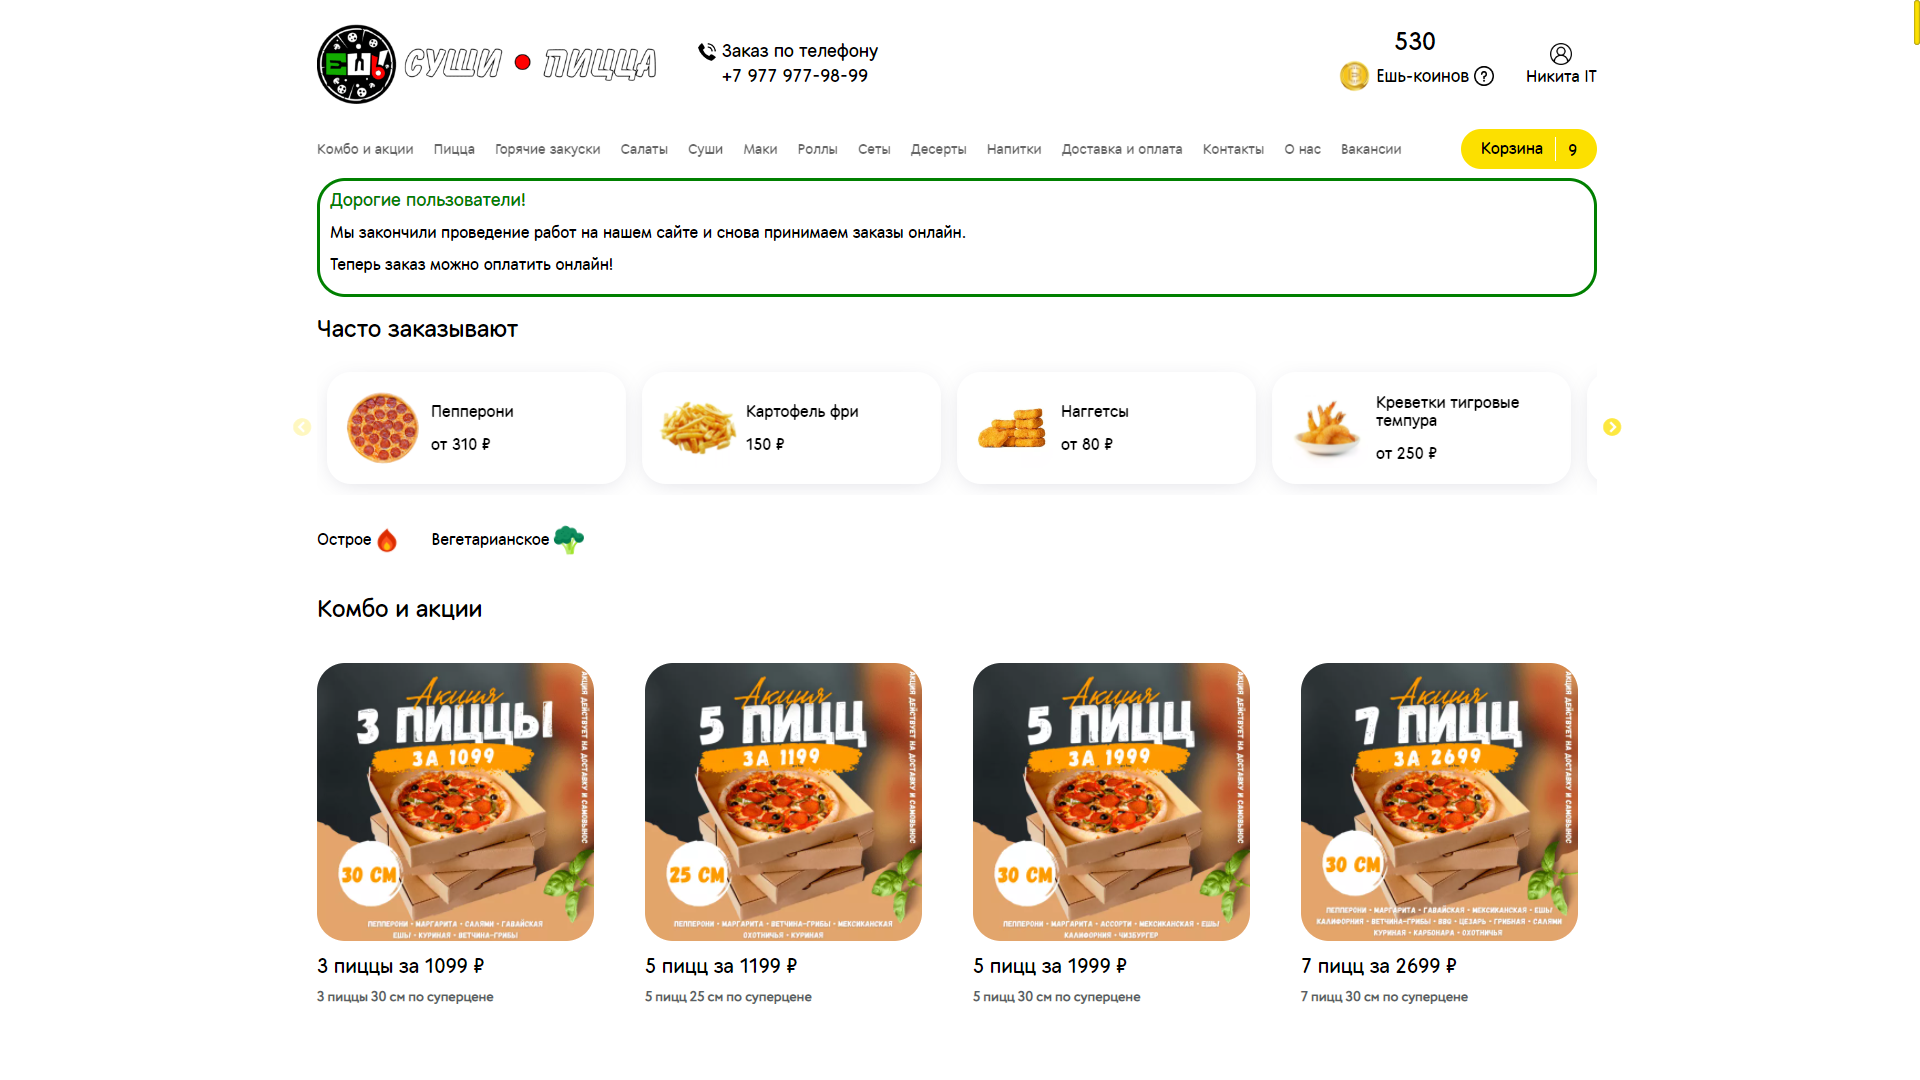 ЕШЬ! СУШИ • ПИЦЦА
Заказ по телефону
+7 977 977-98-99
530
Ешь-коинов ?
Никита IT
Комбо и акции Пицца Горячие закуски Салаты Суши Маки Роллы Сеты Десерты Напитки Доставка и оплата Контакты О нас Вакансии
Корзина 9
Дорогие пользователи!
Мы закончили проведение работ на нашем сайте и снова принимаем заказы онлайн.
Теперь заказ можно оплатить онлайн!
Часто заказывают
Пепперони
от 310 ₽
Картофель фри
150 ₽
Наггетсы
от 80 ₽
Креветки тигровые
темпура
от 250 ₽
Острое
Вегетарианское
Комбо и акции
Акция
3 ПИЦЦЫ
ЗА 1099
АКЦИЯ ДЕЙСТВУЕТ НА ДОСТАВКУ И САМОВЫНОС
30 СМ
ПЕППЕРОНИ • МАРГАРИТА • САЛЯМИ • ГАВАЙСКАЯ
ЕШЬ! • КУРИНАЯ • ВЕТЧИНА-ГРИБЫ
3 пиццы за 1099 ₽
3 пиццы 30 см по суперцене
Акция
5 ПИЦЦ
ЗА 1199
АКЦИЯ ДЕЙСТВУЕТ НА ДОСТАВКУ И САМОВЫНОС
25 СМ
ПЕППЕРОНИ • МАРГАРИТА • ВЕТЧИНА-ГРИБЫ • МЕКСИКАНСКАЯ
ОХОТНИЧЬЯ • КУРИНАЯ
5 пицц за 1199 ₽
5 пицц 25 см по суперцене
Акция
5 ПИЦЦ
ЗА 1999
АКЦИЯ ДЕЙСТВУЕТ НА ДОСТАВКУ И САМОВЫНОС
30 СМ
ПЕППЕРОНИ • МАРГАРИТА • АССОРТИ • МЕКСИКАНСКАЯ • ЕШЬ!
КАЛИФОРНИЯ • ЧИЗБУРГЕР
5 пицц за 1999 ₽
5 пицц 30 см по суперцене
Акция
7 ПИЦЦ
ЗА 2699
АКЦИЯ ДЕЙСТВУЕТ НА ДОСТАВКУ И САМОВЫНОС
30 СМ
ПЕППЕРОНИ • МАРГАРИТА • ГАВАЙСКАЯ • МЕКСИКАНСКАЯ • ЕШЬ!
КАЛИФОРНИЯ • ВЕТЧИНА-ГРИБЫ • BBQ • ЦЕЗАРЬ • ГРИБНАЯ • САЛЯМИ
КУРИНАЯ • КАРБОНАРА • ОХОТНИЧЬЯ
7 пицц за 2699 ₽
7 пицц 30 см по суперцене